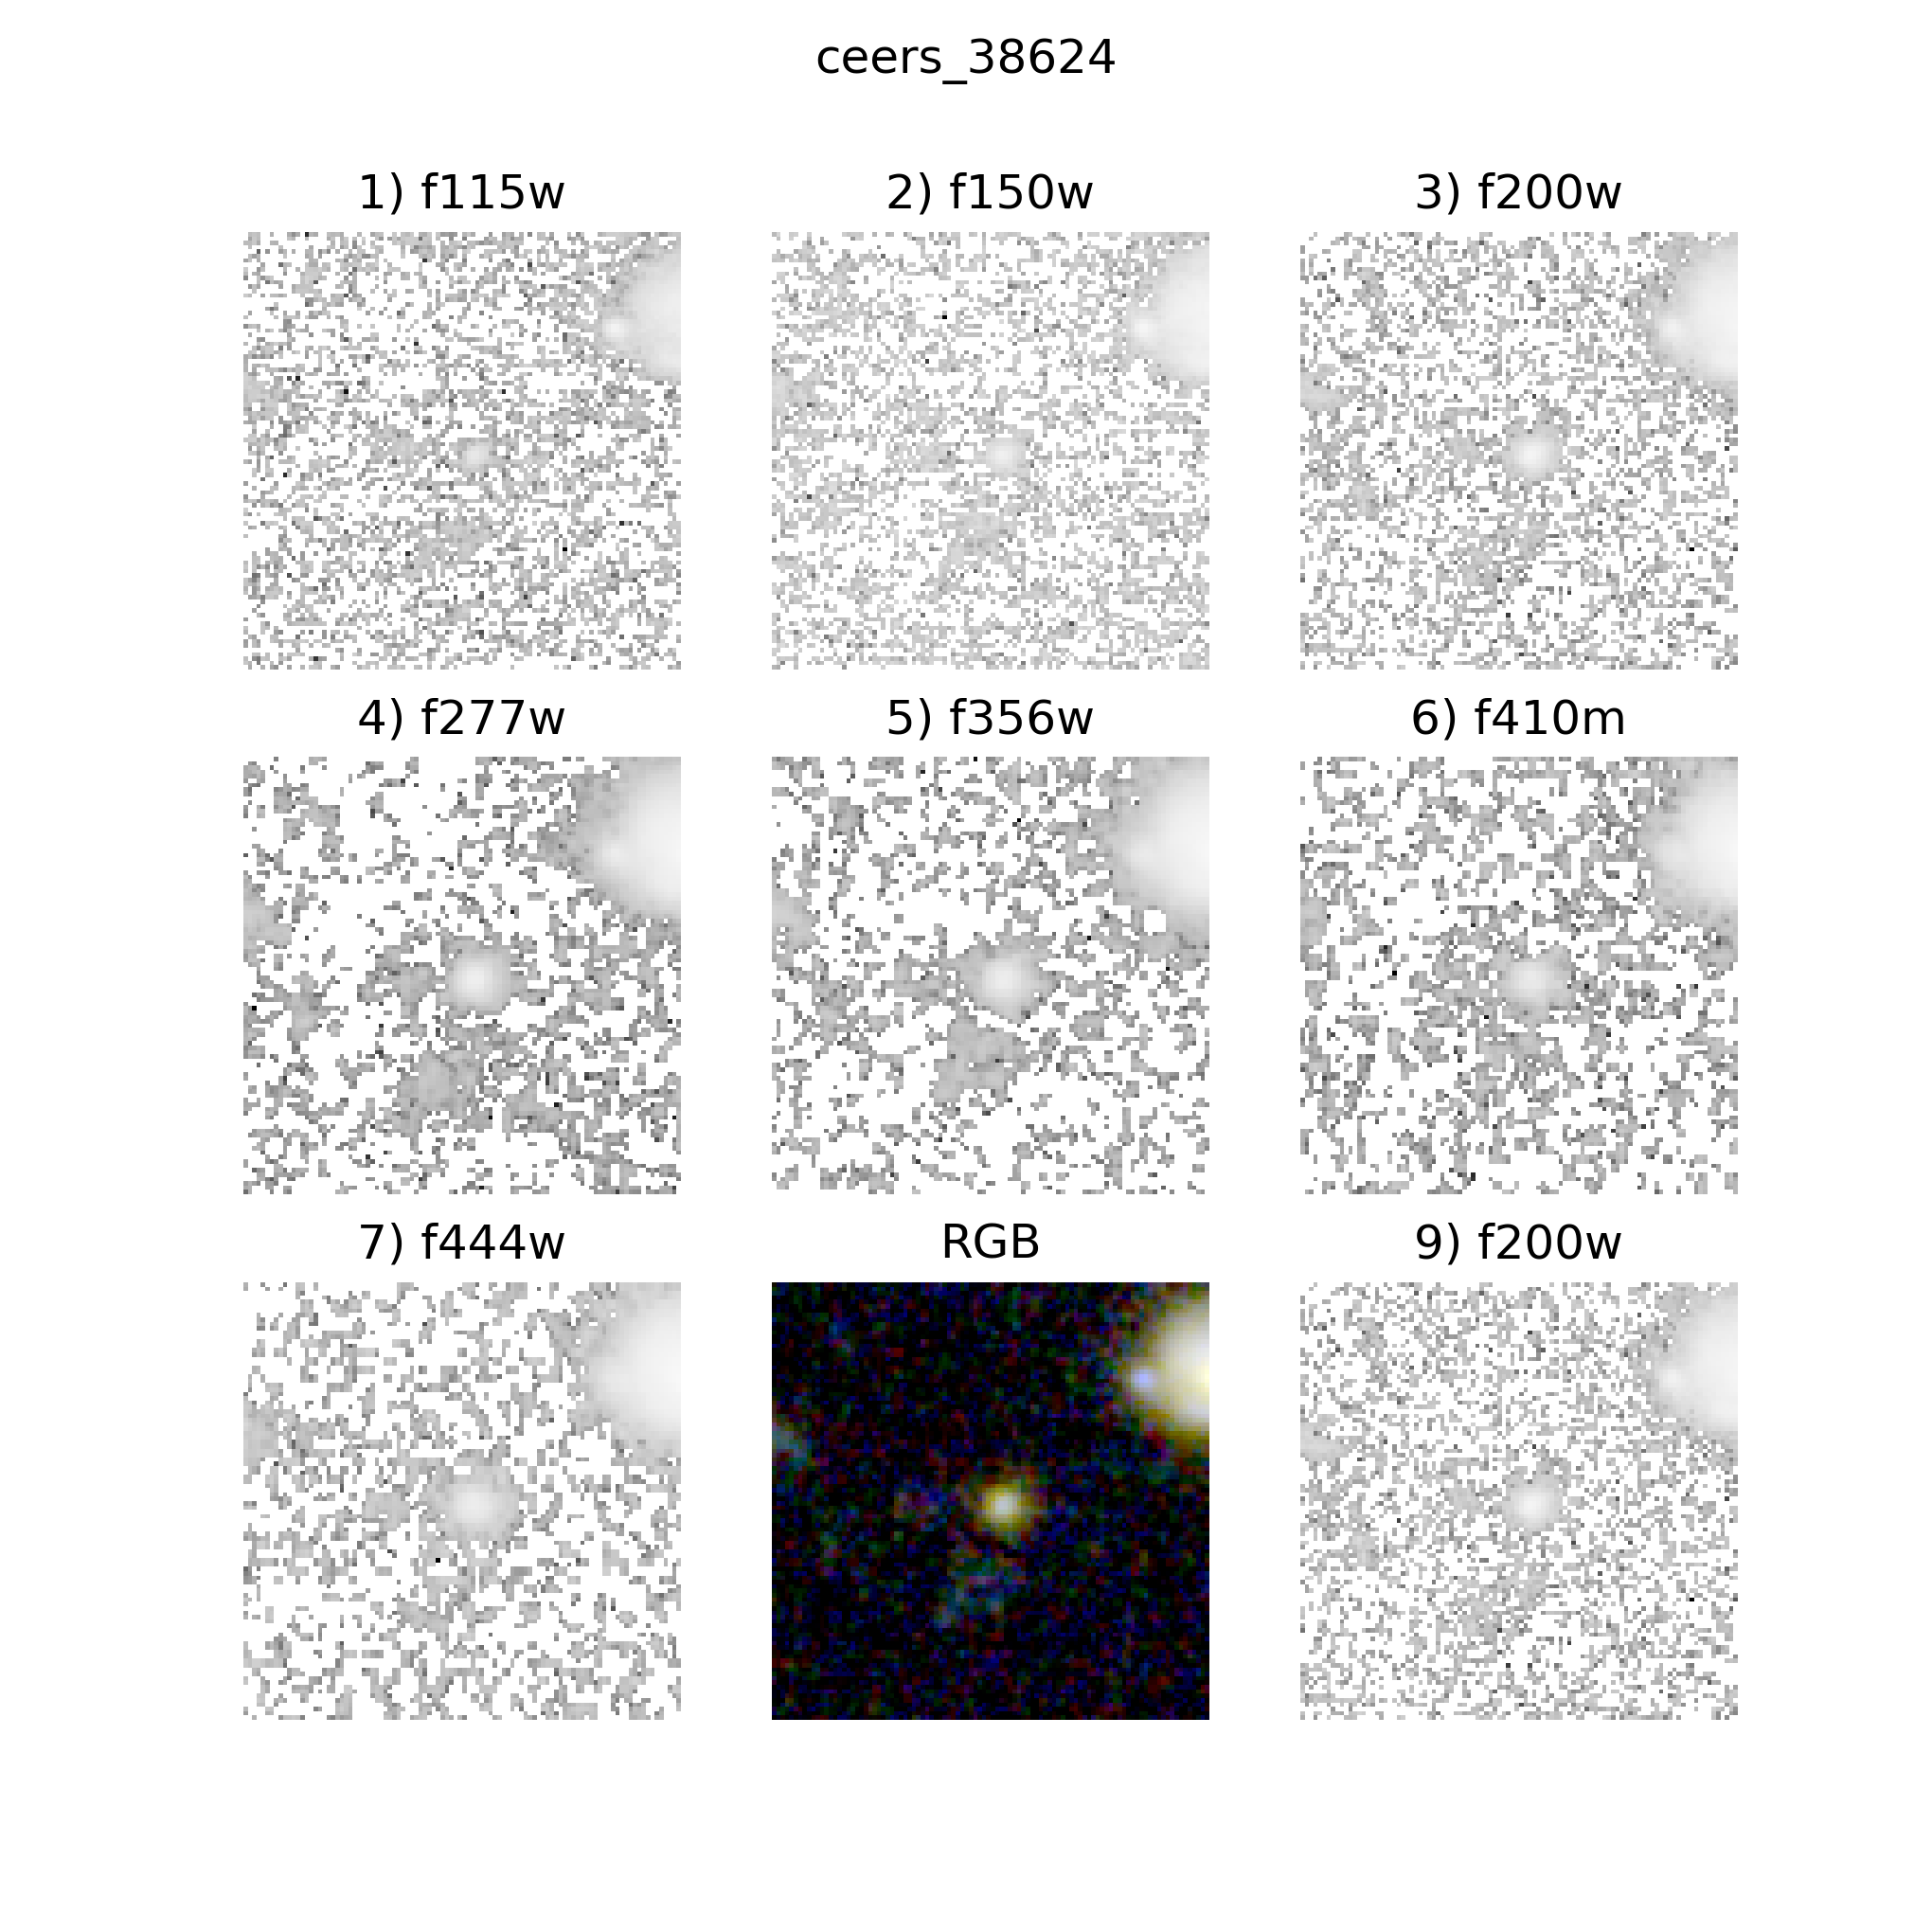 ceers_38624
1) f115w
2) f150w
3) f200w
4) f277w
5) f356w
6) f410m
7) f444w
RGB
9) f200w